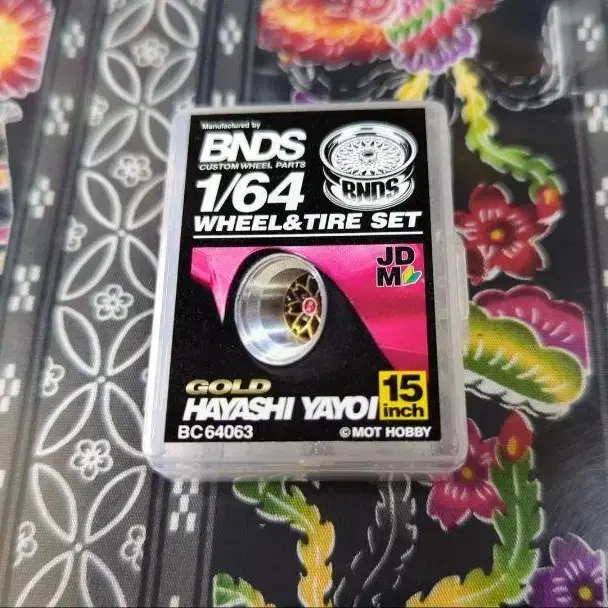 Manufactured by
BNDS
CUSTOM WHEEL PARTS
BNDS
1/64
WHEEL&TIRE SET
JD
M
GOLD
HAYASHI YAYOI
15
inch
BC64063
© MOT HOBBY